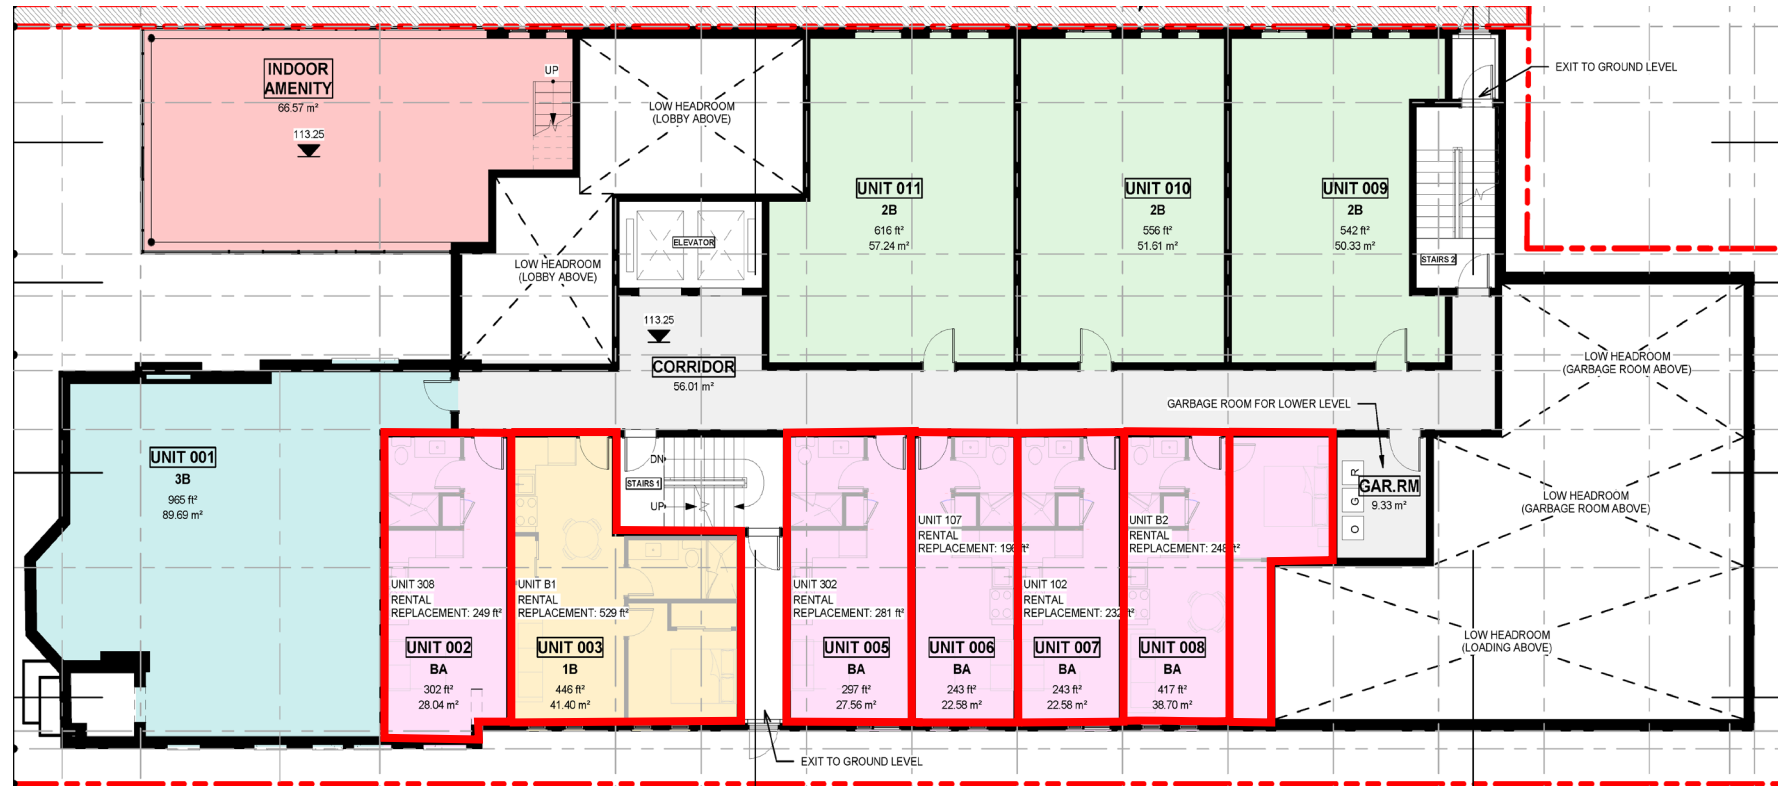 INDOOR
AMENITY
66.57 m²
113.25
UP
LOW HEADROOM
(LOBBY ABOVE)
LOW HEADROOM
(LOBBY ABOVE)
ELEVATOR
113.25
CORRIDOR
56.01 m²
UNIT 011
2B
616 ft²
57.24 m²
UNIT 010
2B
556 ft²
51.61 m²
UNIT 009
2B
542 ft²
50.33 m²
STAIRS 2
EXIT TO GROUND LEVEL
LOW HEADROOM
(GARBAGE ROOM ABOVE)
GARBAGE ROOM FOR LOWER LEVEL
GAR.RM
9.33 m²
R
G
O
LOW HEADROOM
(GARBAGE ROOM ABOVE)
LOW HEADROOM
(LOADING ABOVE)
UNIT 001
3B
965 ft²
89.69 m²
UNIT 308
RENTAL
REPLACEMENT: 249 ft²
UNIT 002
BA
302 ft²
28.04 m²
UNIT B1
RENTAL
REPLACEMENT: 529 ft²
UNIT 003
1B
446 ft²
41.40 m²
DN
STAIRS 1
UP
EXIT TO GROUND LEVEL
UNIT 302
RENTAL
REPLACEMENT: 281 ft²
UNIT 005
BA
297 ft²
27.56 m²
UNIT 107
RENTAL
REPLACEMENT: ft²
UNIT 006
BA
243 ft²
22.58 m²
UNIT 102
RENTAL
REPLACEMENT: 232 ft²
UNIT 007
BA
243 ft²
22.58 m²
UNIT B2
RENTAL
REPLACEMENT: 248 ft²
UNIT 008
BA
417 ft²
38.70 m²